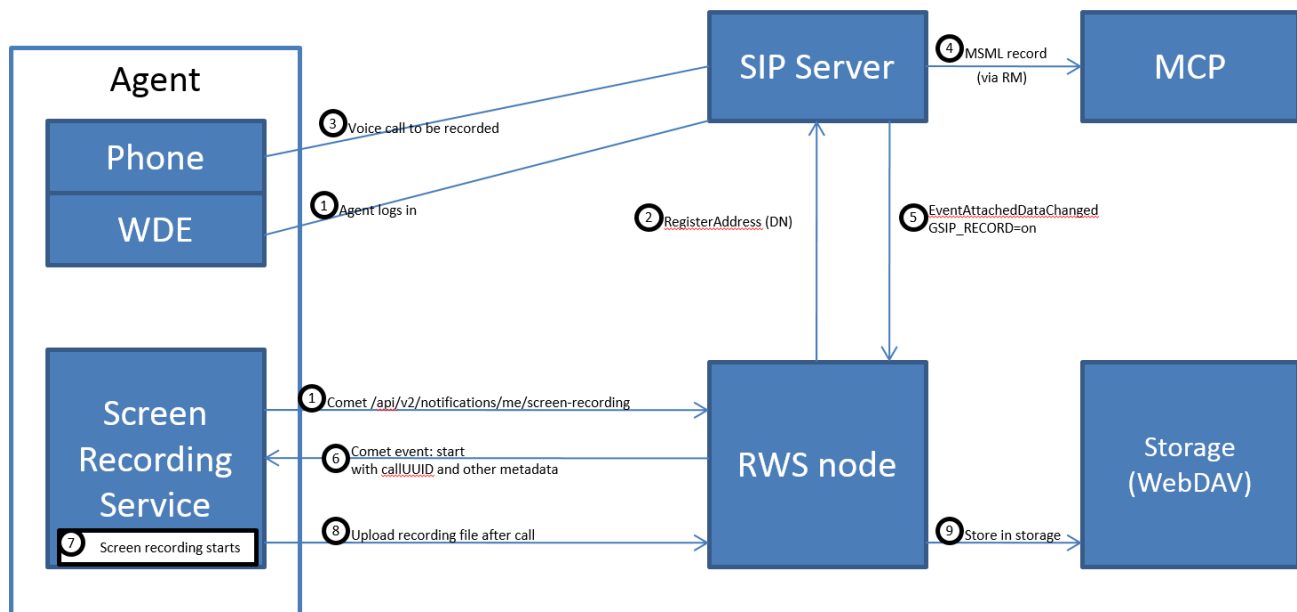 Agent
Phone
WDE
SIP Server
4 MSML record
(via RM)
MCP
3 Voice call to be recorded
1 Agent logs in
2 RegisterAddress (DN)
5 EventAttachedDataChanged
GSIP_RECORD=on
Screen
Recording
Service
7 Screen recording starts
1 Comet /api/v2/notifications/me/screen-recording
6 Comet event: start
with callUUID and other metadata
8 Upload recording file after call
RWS node
9 Store in storage
Storage
(WebDAV)